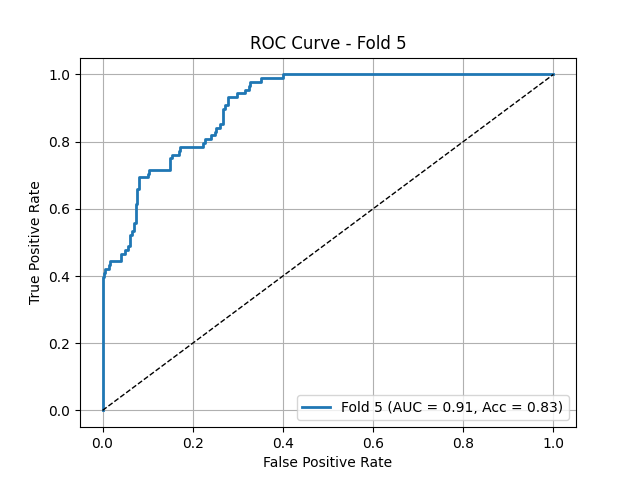 ROC Curve - Fold 5
True Positive Rate
1.0
0.8
0.6
0.4
0.2
0.0
Fold 5 (AUC = 0.91, Acc = 0.83)
0.0 0.2 0.4 0.6 0.8 1.0
False Positive Rate